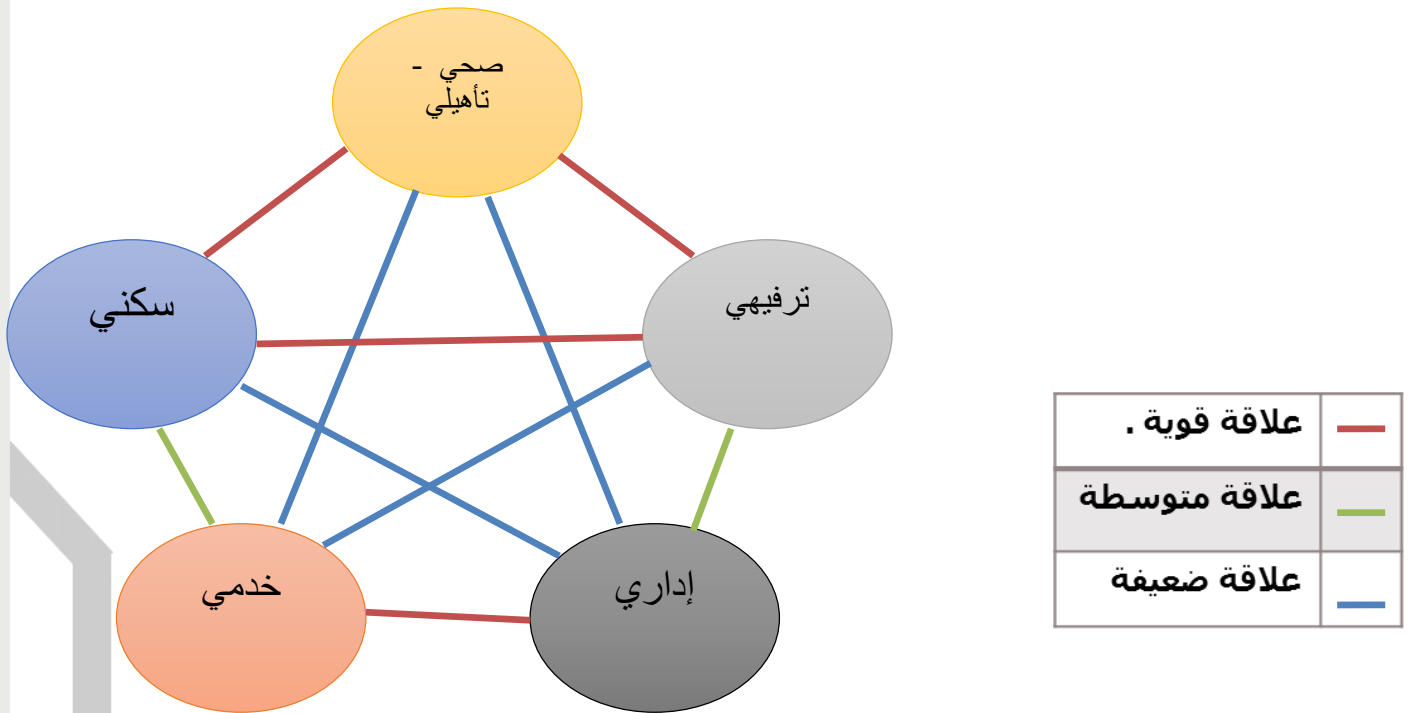 صحي -
تأهيلي
سكني
ترفيهي
خدمي
إداري
علاقة قوية .
علاقة متوسطة
علاقة ضعيفة